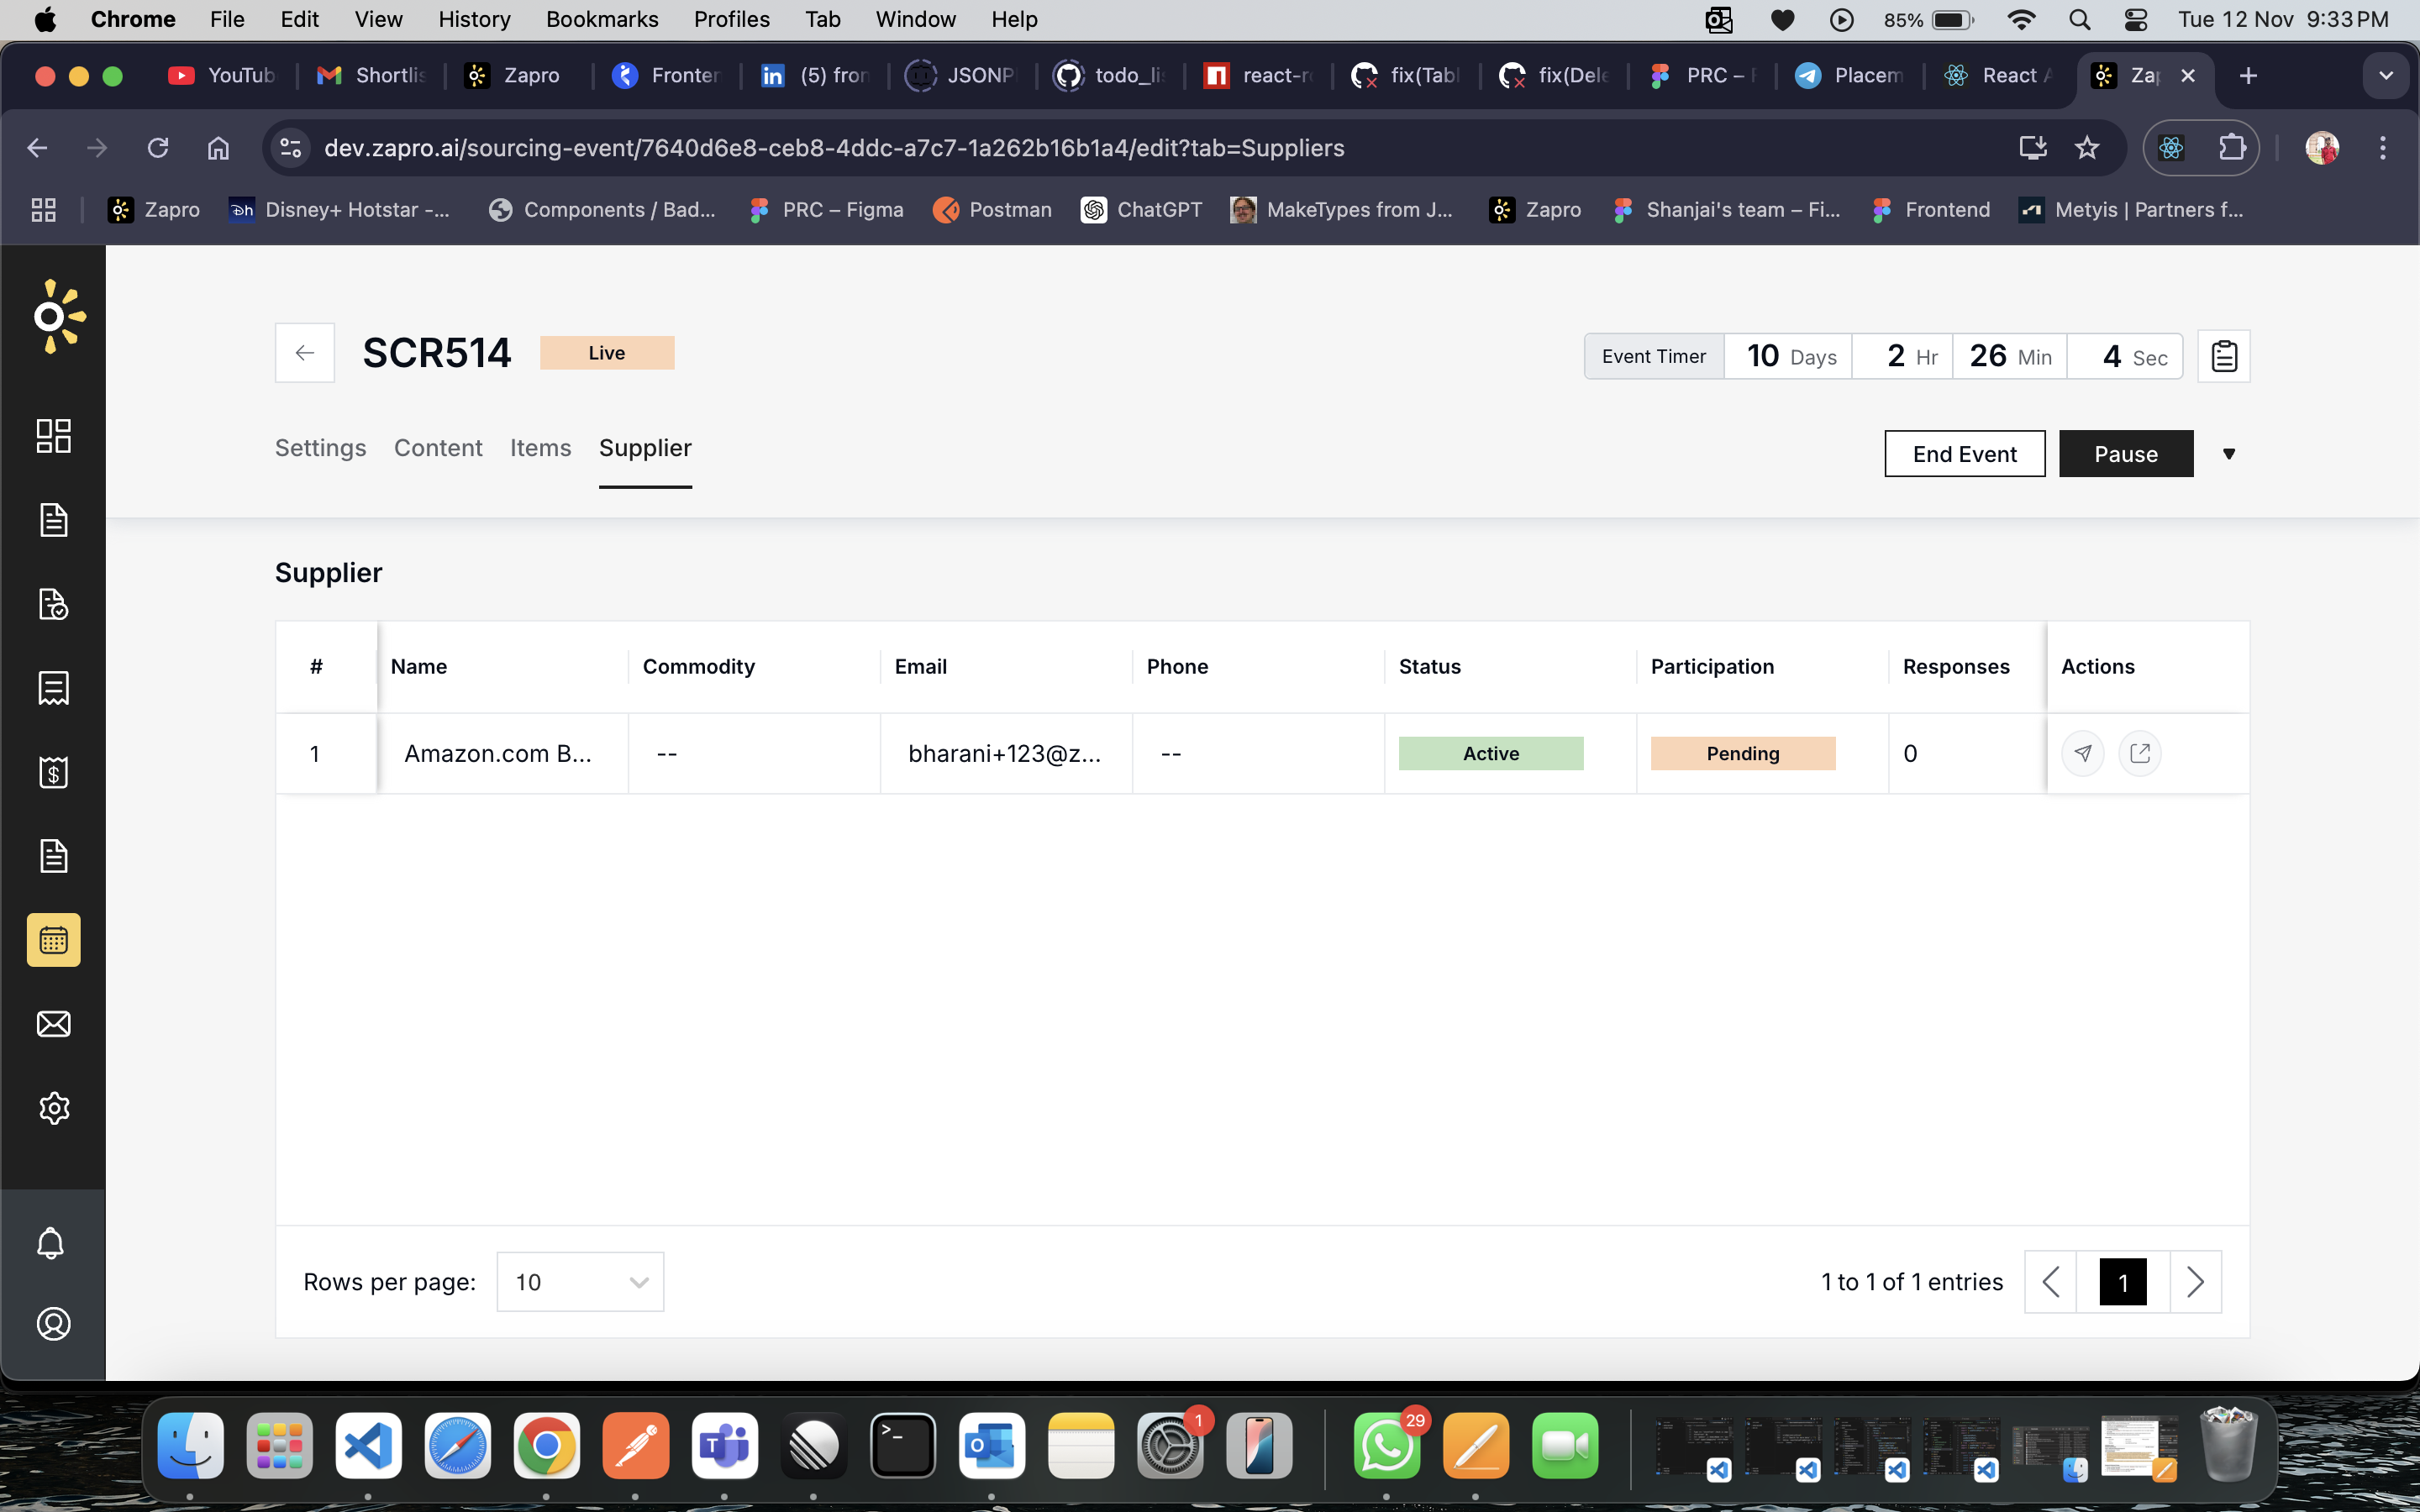 Chrome File Edit View History Bookmarks Profiles Tab Window Help 85% Tue 12 Nov 9:33 PM
YouTub Shortlis Zapro Fronter (5) fron JSONP todo_lis react-r fix(Tabl fix(Dele PRC – F Placem React A Zap
dev.zapro.ai/sourcing-event/7640d6e8-ceb8-4ddc-a7c7-1a262b16b1a4/edit?tab=Suppliers
Zapro Disney+ Hotstar -... Components / Bad... PRC – Figma Postman ChatGPT MakeTypes from J... Zapro Shanjai's team – Fi... Frontend Metyis | Partners f...
SCR514 Live Event Timer 10 Days 2 Hr 26 Min 4 Sec
Settings Content Items Supplier End Event Pause
Supplier
# Name Commodity Email Phone Status Participation Responses Actions
1 Amazon.com B... -- bharani+123@z... -- Active Pending 0
Rows per page: 10 1 to 1 of 1 entries 1
1 29